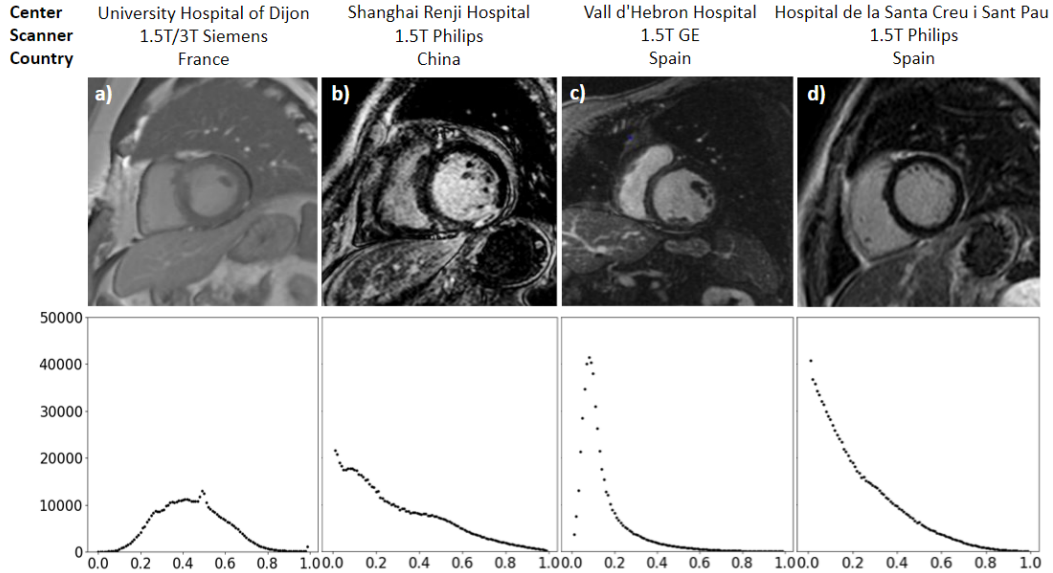 Center University Hospital of Dijon Shanghai Renji Hospital Vall d'Hebron Hospital Hospital de la Santa Creu i Sant Pau
Scanner 1.5T/3T Siemens 1.5T Philips 1.5T GE 1.5T Philips
Country France China Spain Spain
a) b) c) d)
50000
40000
30000
20000
10000
0
0.0 0.2 0.4 0.6 0.8 1.0 0.0 0.2 0.4 0.6 0.8 1.0 0.0 0.2 0.4 0.6 0.8 1.0 0.0 0.2 0.4 0.6 0.8 1.0